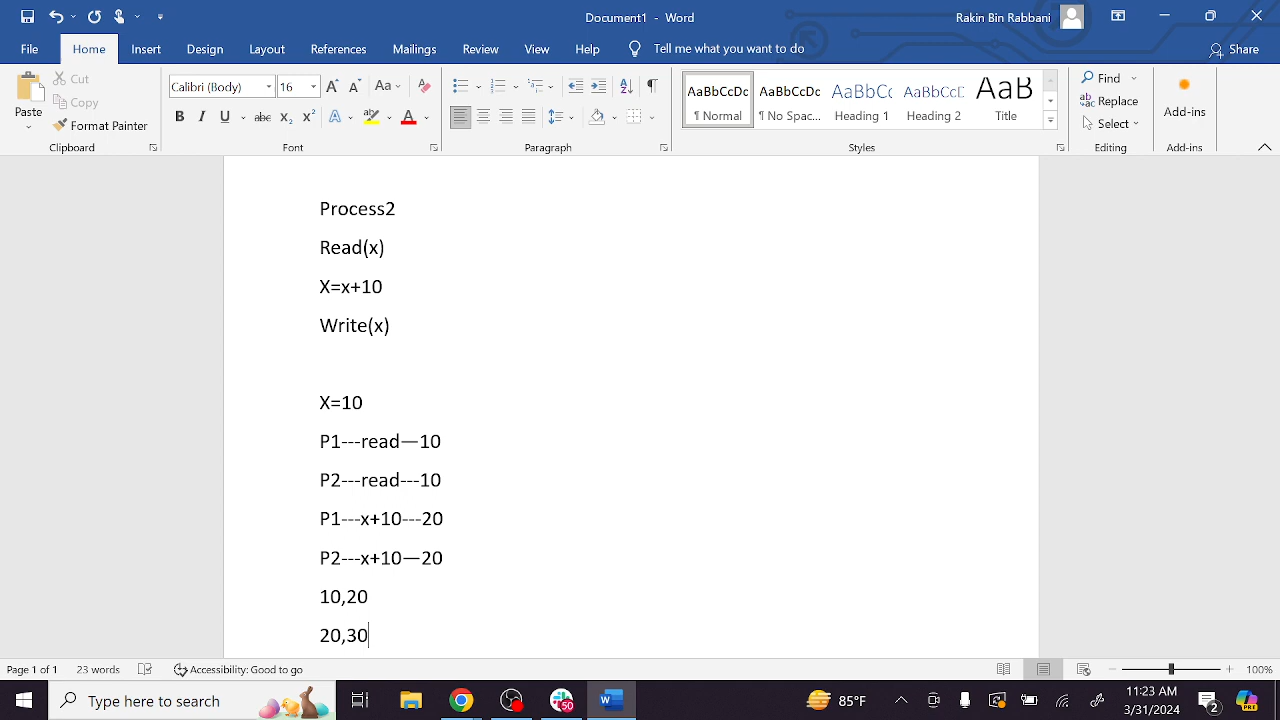 Document1 - Word
Rakin Bin Rabbani
File Home Insert Design Layout References Mailings Review View Help Tell me what you want to do Share
Paste
Cut
Copy
Format Painter
Clipboard
Calibri (Body) 16
Font
Paragraph
AaBbCcDc AaBbCcDc AaBbCc AaBbCcD AaB
¶ Normal ¶ No Spac... Heading 1 Heading 2 Title
Styles
Find
Replace
Select
Editing
Add-ins
Add-ins
Process2
Read(x)
X=x+10
Write(x)
X=10
P1---read—10
P2---read---10
P1---x+10---20
P2---x+10—20
10,20
20,30
Page 1 of 1 23 words Accessibility: Good to go 100%
Type here to search
50
85°F
11:23 AM
3/31/2024
2
PRE